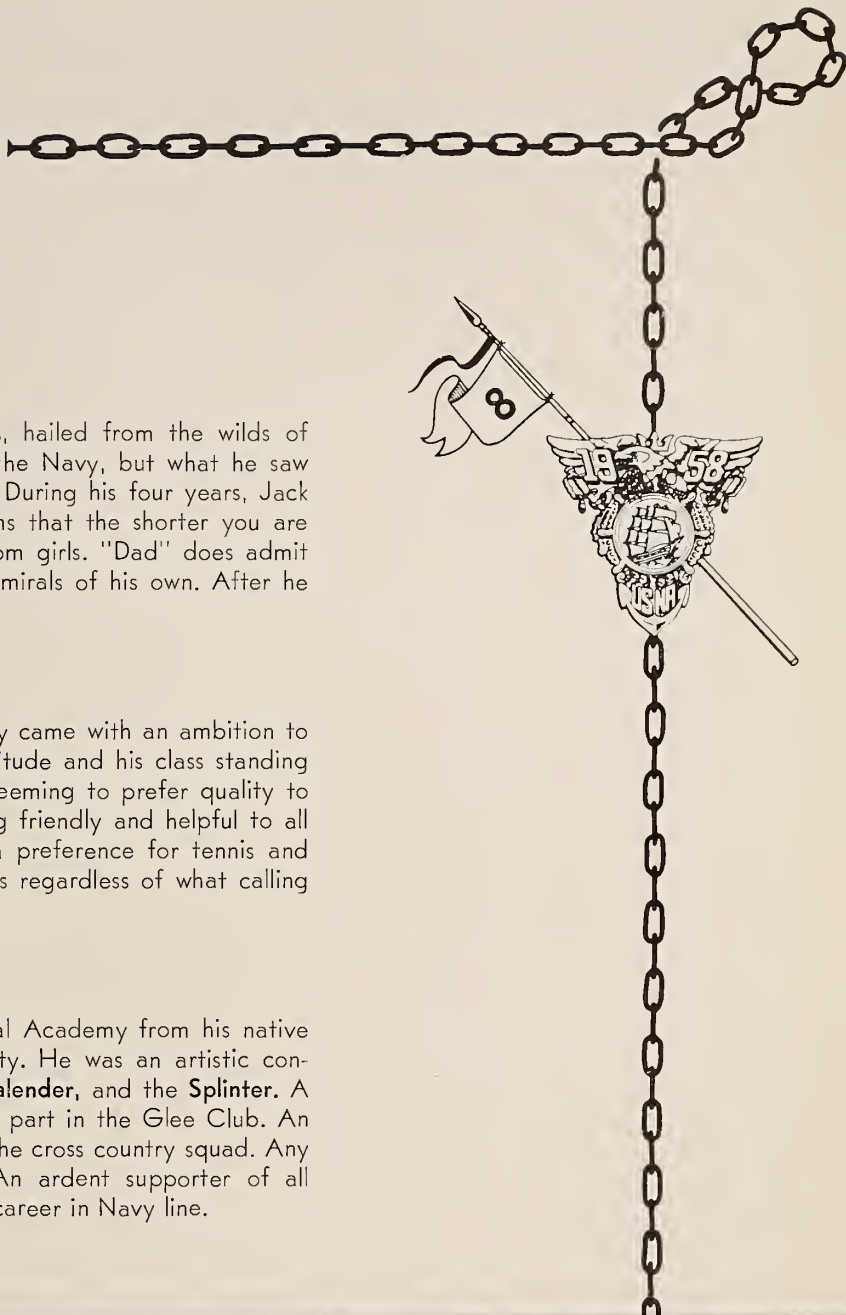 8
19 58
USNA
, hailed from the wilds of
the Navy, but what he saw
During his four years, Jack
ns that the shorter you are
om girls. "Dad" does admit
mirals of his own. After he
y came with an ambition to
itude and his class standing
eeming to prefer quality to
g friendly and helpful to all
preference for tennis and
s regardless of what calling
al Academy from his native
ty. He was an artistic con-
alender, and the Splinter. A
part in the Glee Club. An
he cross country squad. Any
An ardent supporter of all
career in Navy line.